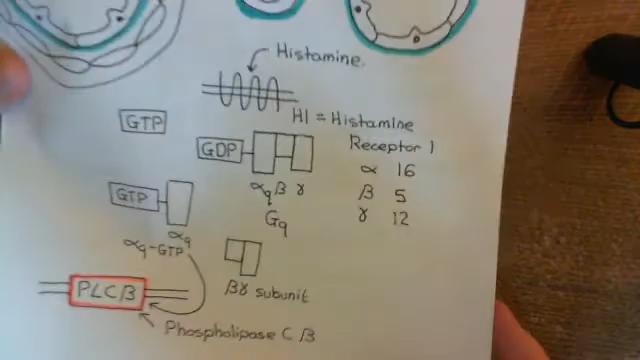 Histamine.
H1 = Histamine
Receptor 1
GTP
GDP
α 16
β 5
γ 12
αq β γ
Gq
GTP
αq
αq-GTP
βγ subunit
PLCβ
Phospholipase C β